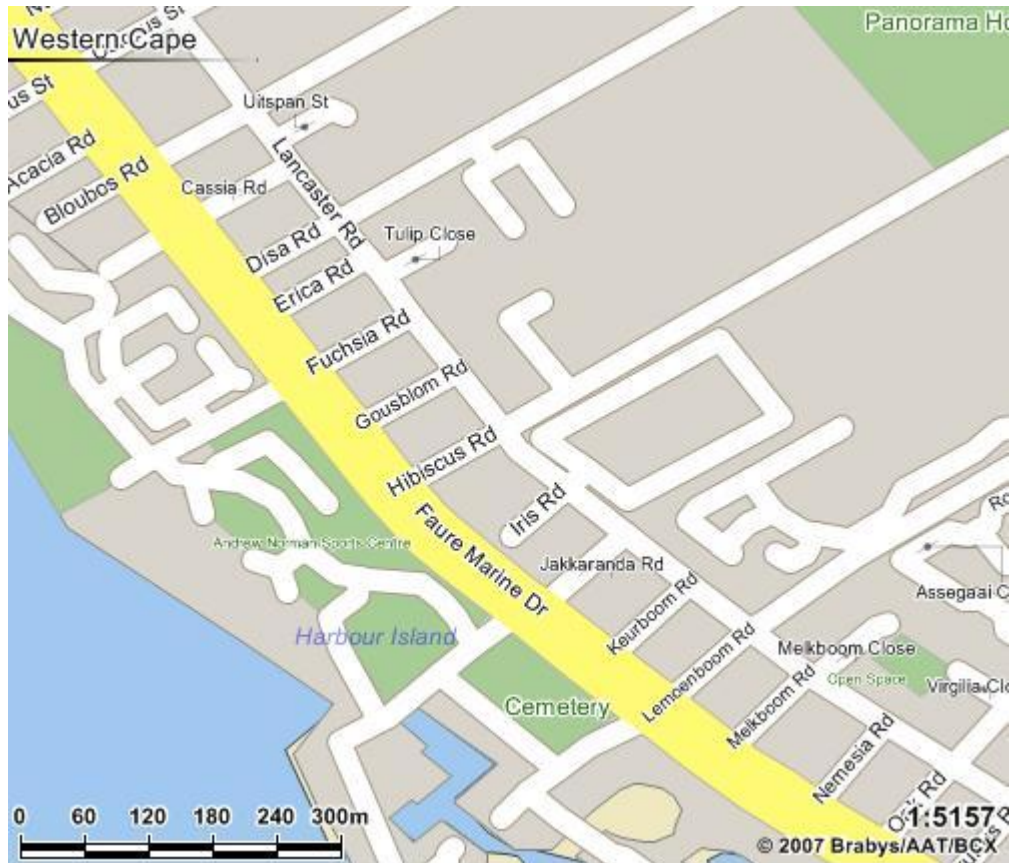 Panorama Ho
Western Cape
us St
Uitspan St
Acacia Rd
Bloubos Rd
Cassia Rd
Lancaster Rd
Disa Rd
Tulip Close
Erica Rd
Fuchsia Rd
Gousblom Rd
Hibiscus Rd
Iris Rd
Faure Marine Dr
Andrew Norman Sports Centre
Jakkaranda Rd
Ro
Assegaai C
Keurboom Rd
Harbour Island
Lemoenboom Rd
Melkboom Close
Melkboom Rd
Open Space
Virgilia Clo
Cemetery
Nemesia Rd
Oak Rd
0 60 120 180 240 300m
1:5157
© 2007 Brabys/AAT/BCX